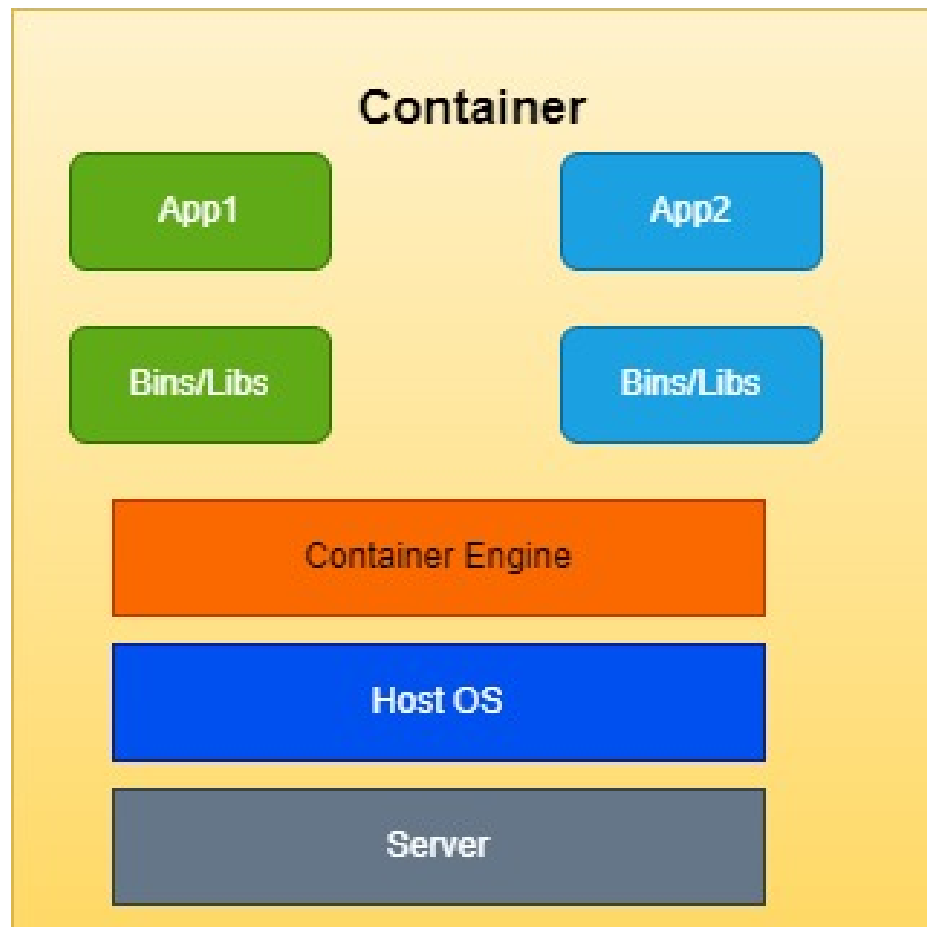 Container
App1
App2
Bins/Libs
Bins/Libs
Container Engine
Host OS
Server